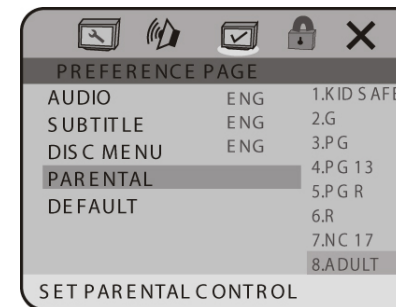 PREFERENCE PAGE
AUDIO ENG 1.KID SAFE
SUBTITLE ENG 2.G
DISC MENU ENG 3.PG
PARENTAL 4.PG 13
DEFAULT 5.PG R
6.R
7.NC 17
8.ADULT
SET PARENTAL CONTROL